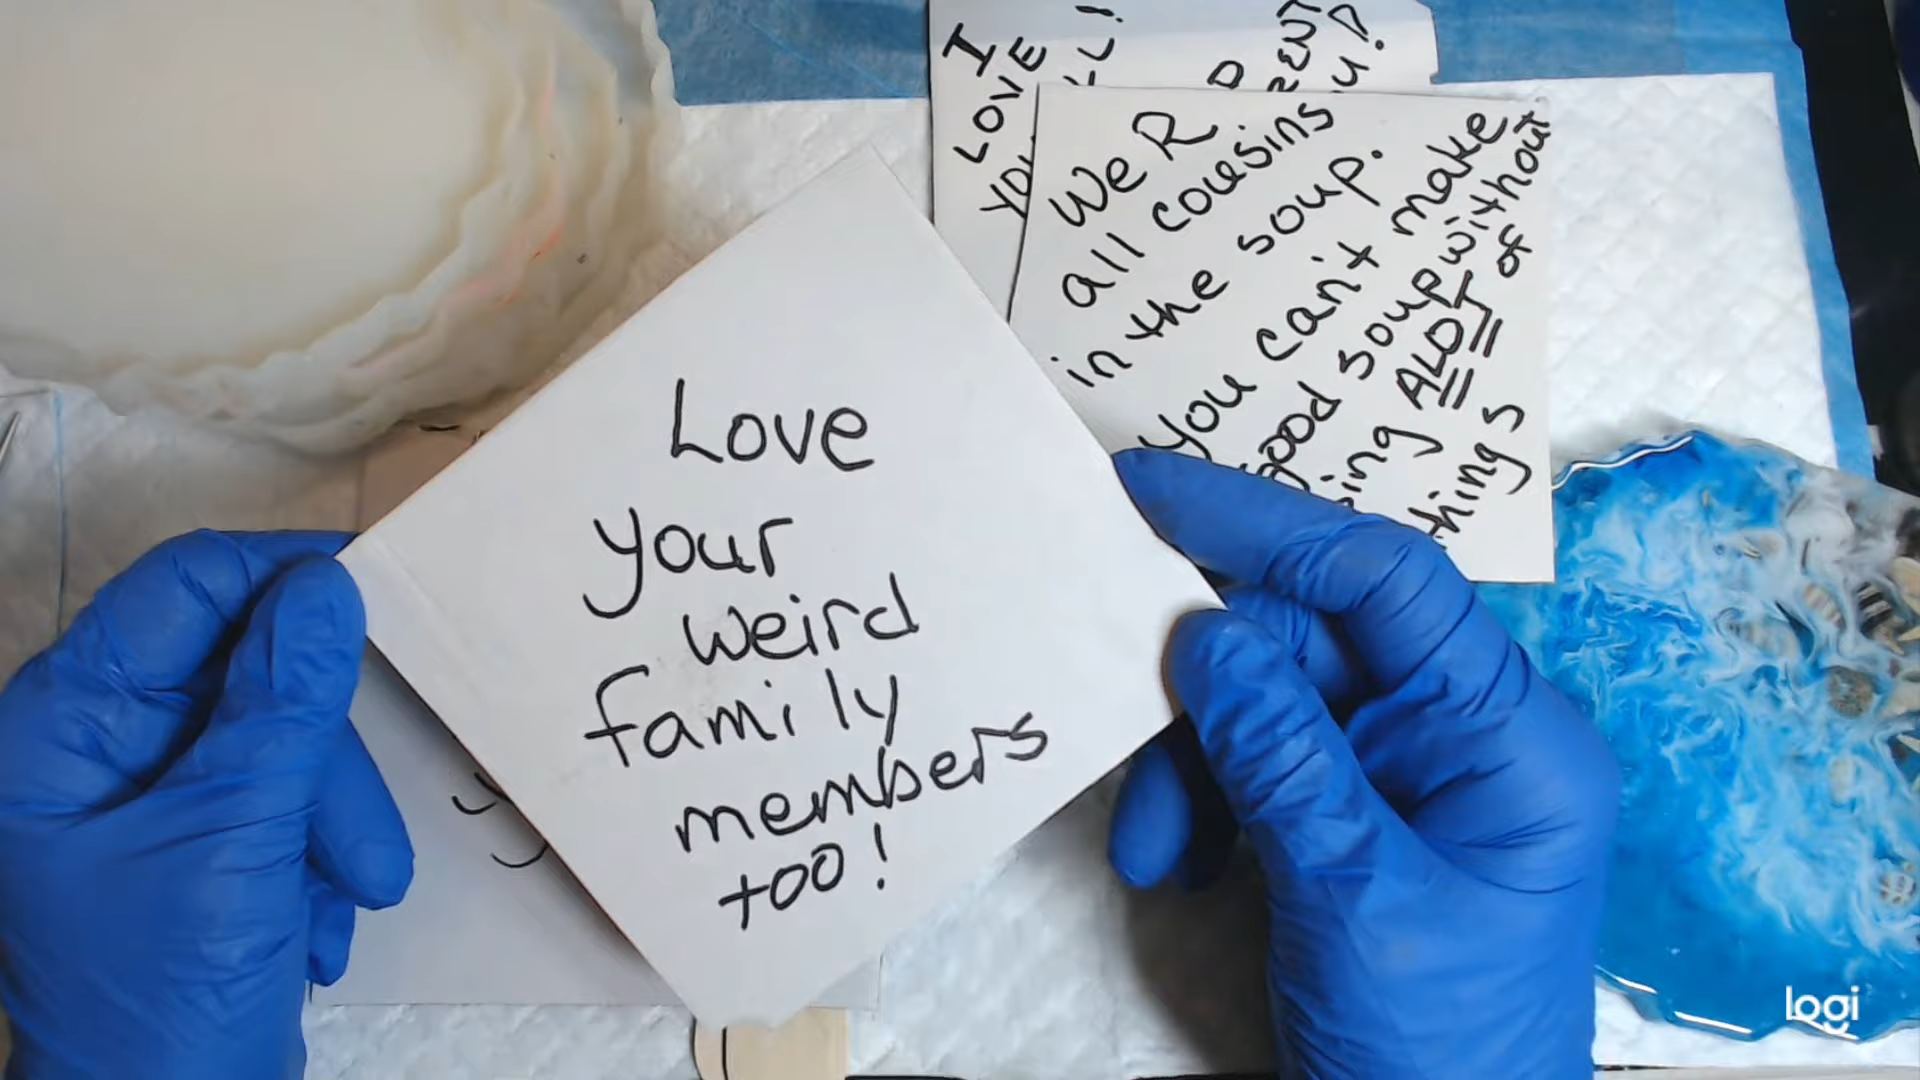 I
LOVE
We R
all cousins
in the soup.
you can't make
good soup without
ALOT of
things
Love
your
weird
family
members
too!
logi